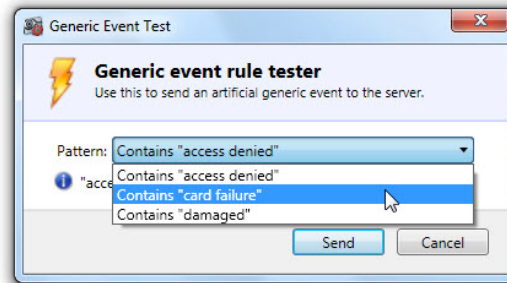 Generic Event Test
Generic event rule tester
Use this to send an artificial generic event to the server.
Pattern: Contains "access denied"
Contains "access denied"
"acce
Contains "card failure"
Contains "damaged"
Send Cancel